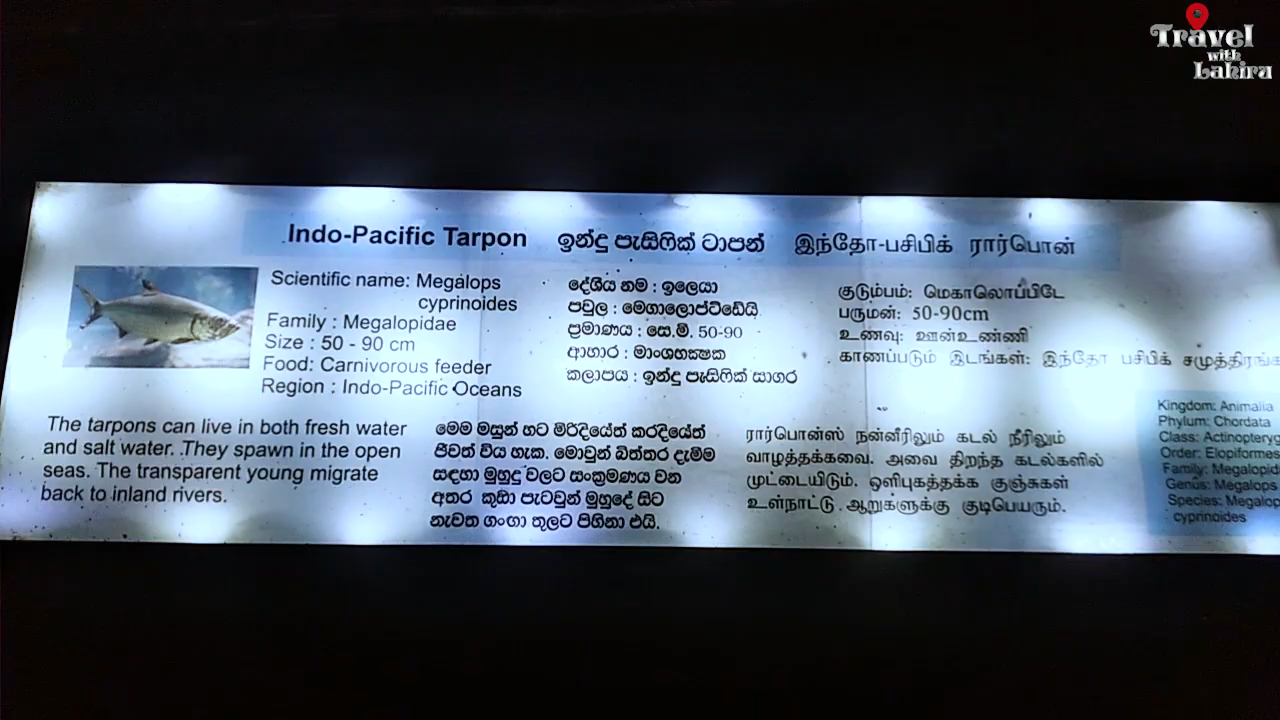 Travel
with
Lahiru
Indo-Pacific Tarpon ඉන්දු පැසිෆික් ටාපන් இந்தோ-பசிபிக் ரார்பொன்
Scientific name: Megalops
cyprinoides
Family : Megalopidae
Size : 50 - 90 cm
Food: Carnivorous feeder
Region : Indo-Pacific Oceans
දේශීය නම : ඉලෙයා
පවුල : මෙගාලොප්ටිඩේයි
ප්‍රමාණය : සෙ.මී. 50-90
ආහාර : මාංශභක්ෂක
කලාපය : ඉන්දු පැසිෆික් සාගර
குடும்பம்: மெகாலொப்பிடே
பருமன்: 50-90cm
உணவு: ஊன்உண்ணி
காணப்படும் இடங்கள்: இந்தோ பசிபிக்
The tarpons can live in both fresh water
and salt water. They spawn in the open
seas. The transparent young migrate
back to inland rivers.
මෙම මසුන් හට මිරිදියේත් කරදියේත්
ජීවත් විය හැක. මොවුන් බිත්තර දැමීම
සඳහා මුහුදු වලට සංක්‍රමණය වන
අතර කුඩා පැටවුන් මුහුදේ සිට
නැවත ගංගා තුලට පිහිනා එයි.
ரார்பொன்ஸ் நன்னீரிலும் கடல் நீரிலும்
வாழத்தக்கவை. அவை திறந்த கடல்களில்
முட்டையிடும். ஒளிபுகத்தக்க குஞ்சுகள்
உள்நாட்டு ஆறுகளுக்கு குடிபெயரும்.
Kingdom: Animalia
Phylum: Chordata
Class:
Order: Elopiformes
Family:
Genus: Megalops
Species:
cyprinoides